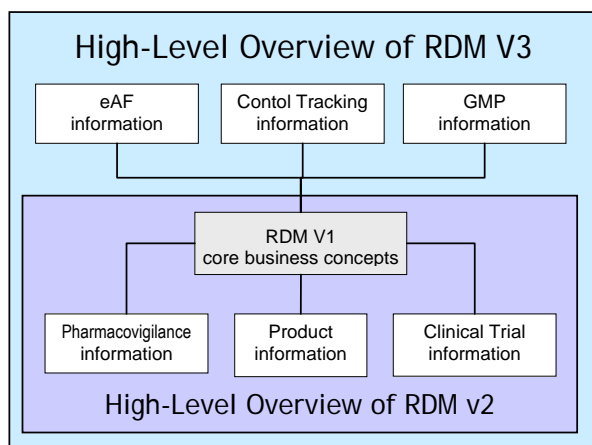 High-Level Overview of RDM V3
eAF
information
Contol Tracking
information
GMP
information
RDM V1
core business concepts
Pharmacovigilance
information
Product
information
Clinical Trial
information
High-Level Overview of RDM v2